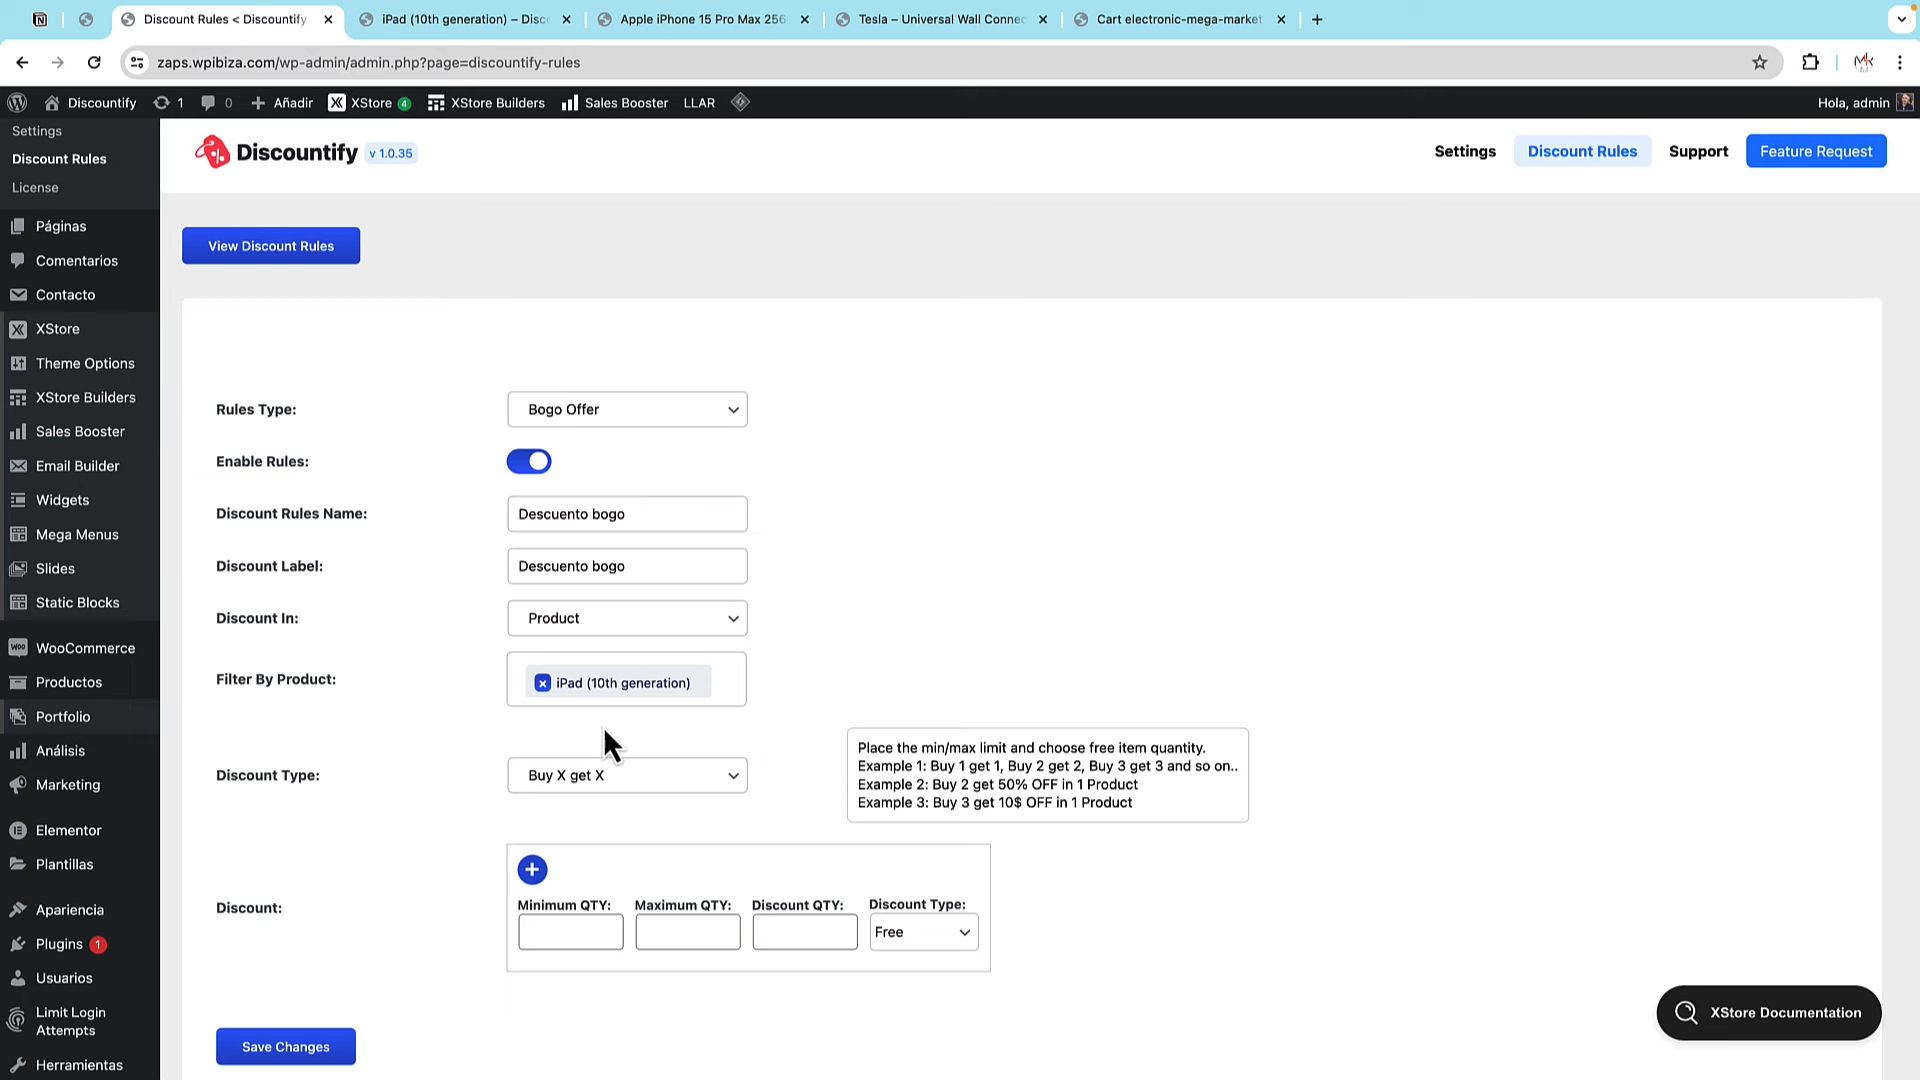 Discount Rules < Discountify
iPad (10th generation) – Disc
Apple iPhone 15 Pro Max 256
Tesla – Universal Wall Connec
Cart electronic-mega-market
zaps.wpibiza.com/wp-admin/admin.php?page=discountify-rules
Discountify
1
0
Añadir
XStore 4
XStore Builders
Sales Booster
LLAR
Hola, admin
Settings
Discount Rules
License
Páginas
Comentarios
Contacto
XStore
Theme Options
XStore Builders
Sales Booster
Email Builder
Widgets
Mega Menus
Slides
Static Blocks
WooCommerce
Productos
Portfolio
Análisis
Marketing
Elementor
Plantillas
Apariencia
Plugins 1
Usuarios
Limit Login
Attempts
Herramientas
Discountify v 1.0.35
Settings
Discount Rules
Support
Feature Request
View Discount Rules
Rules Type:
Bogo Offer
Enable Rules:
Discount Rules Name:
Descuento bogo
Discount Label:
Descuento bogo
Discount In:
Product
Filter By Product:
× iPad (10th generation)
Discount Type:
Buy X get X
Place the min/max limit and choose free item quantity.
Example 1: Buy 1 get 1, Buy 2 get 2, Buy 3 get 3 and so on..
Example 2: Buy 2 get 50% OFF in 1 Product
Example 3: Buy 3 get 10$ OFF in 1 Product
Discount:
+
Minimum QTY:
Maximum QTY:
Discount QTY:
Discount Type:
Free
Save Changes
XStore Documentation